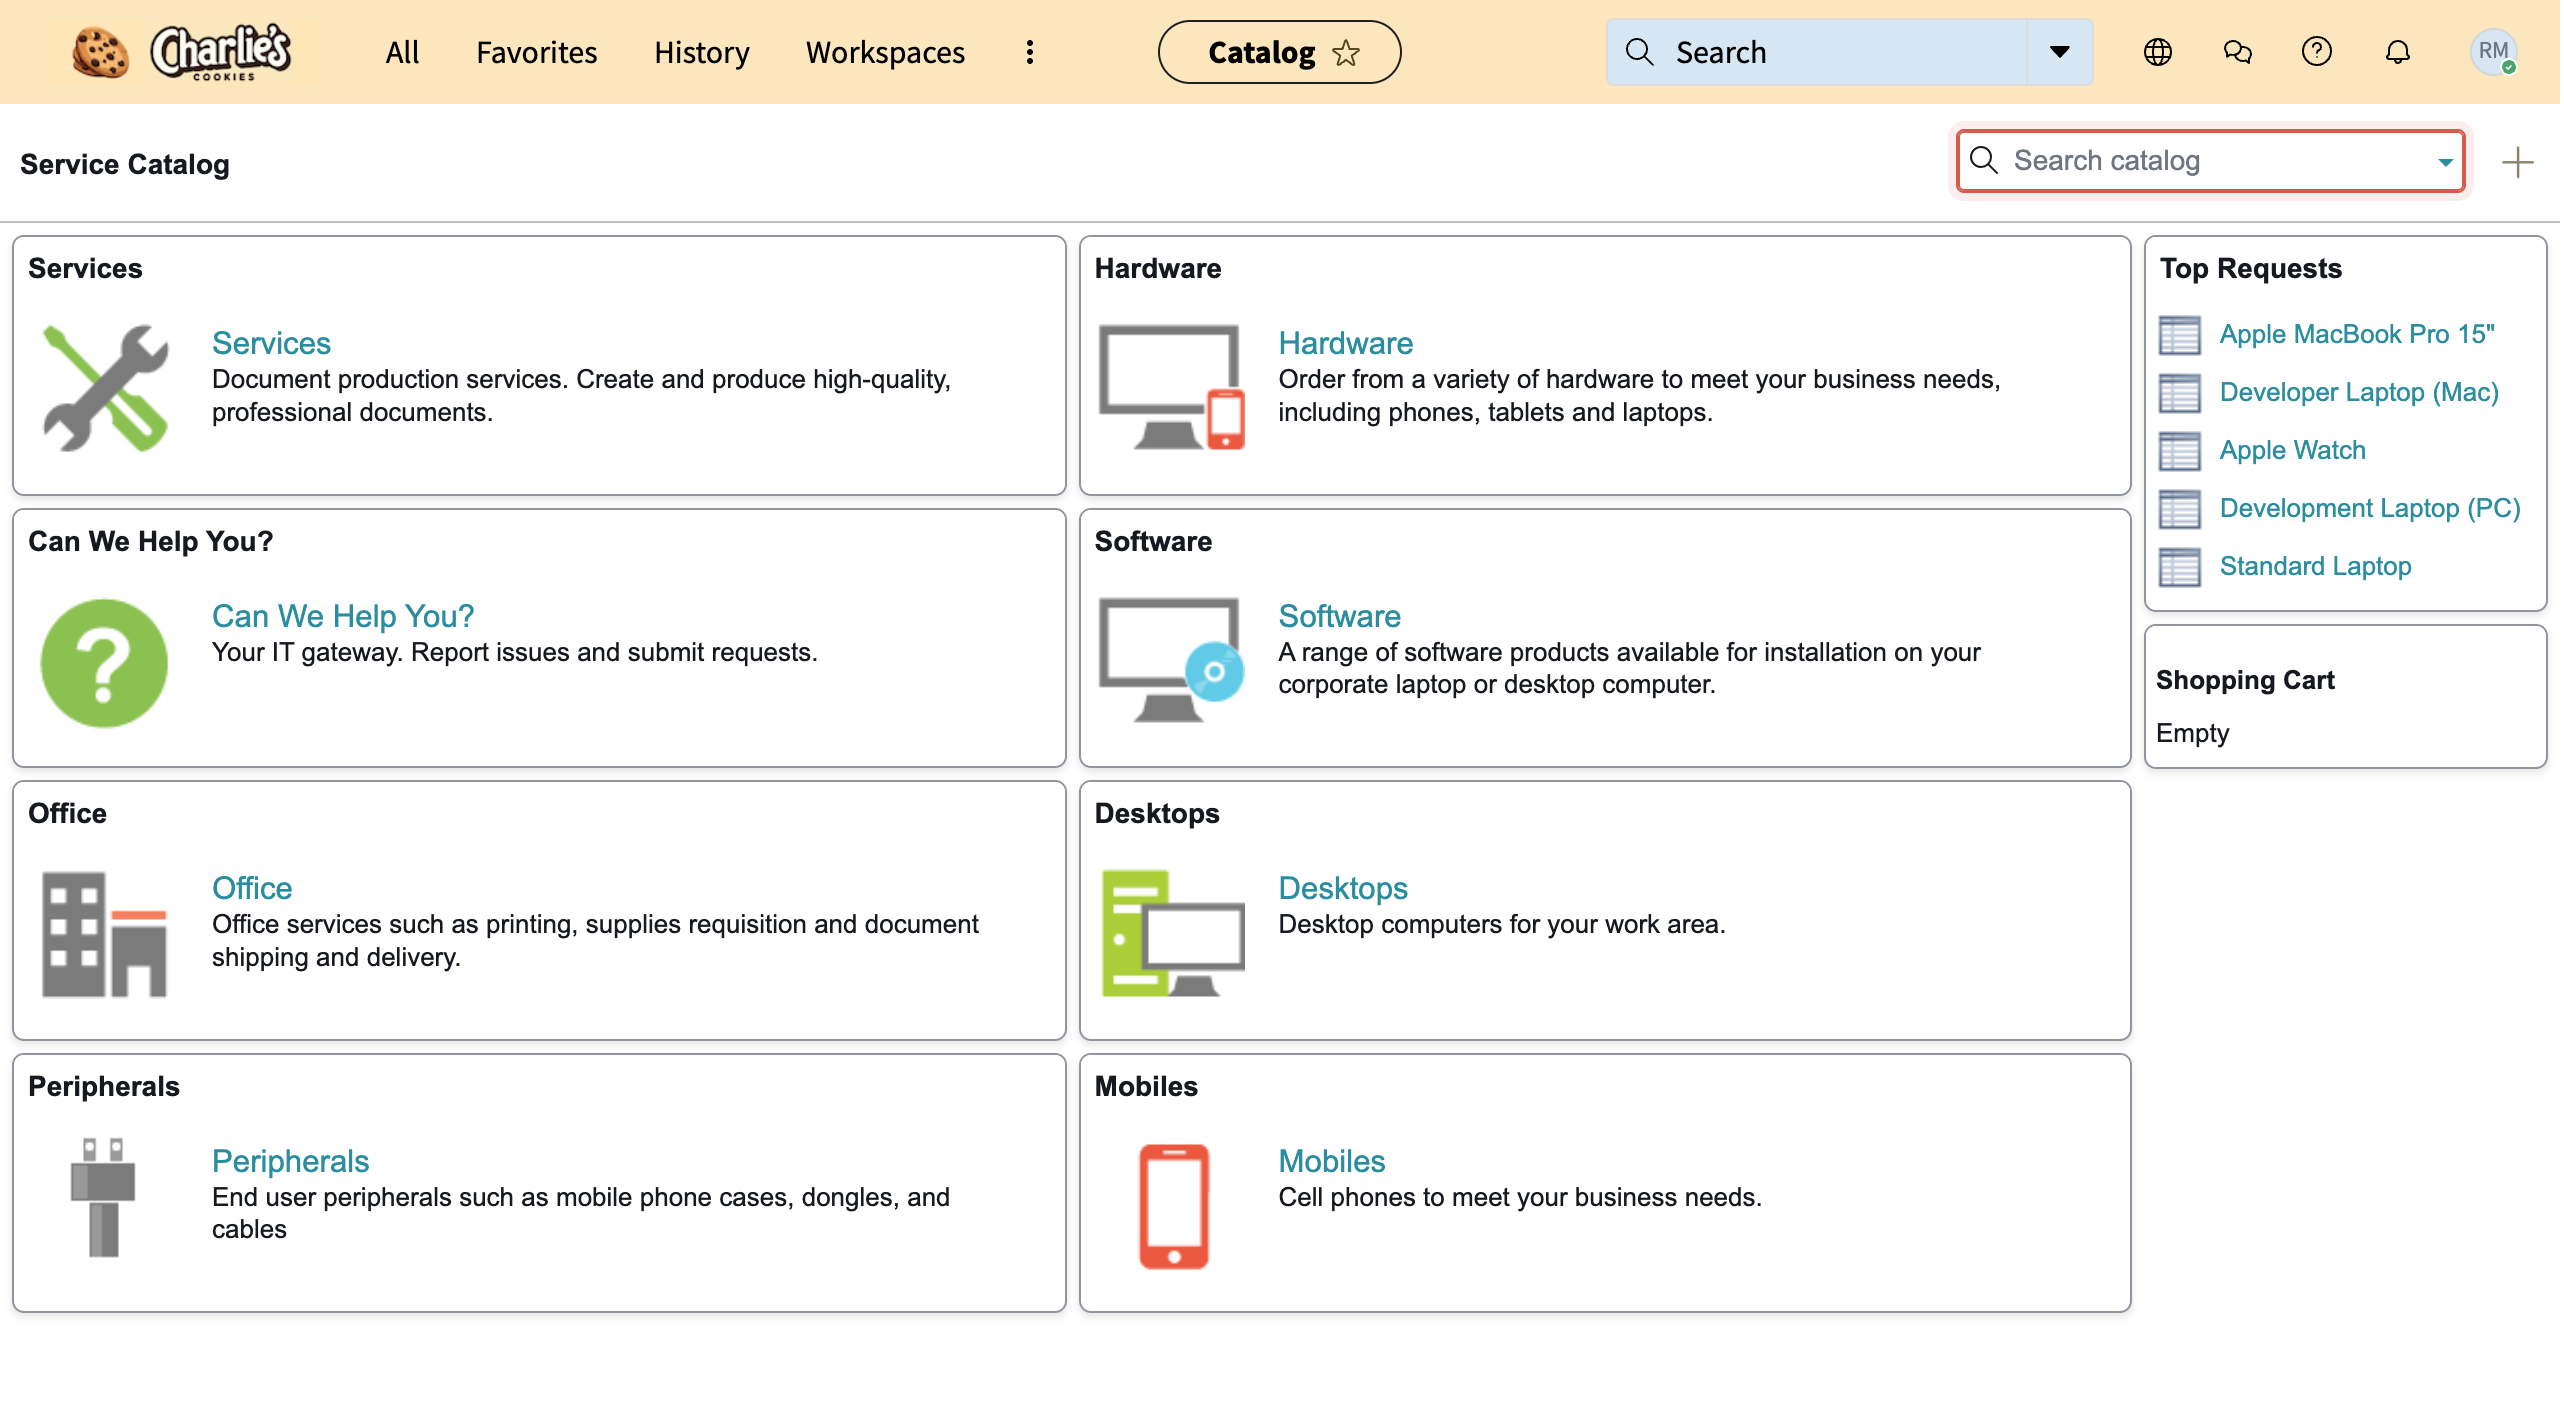 Charlie's
COOKIES
All
Favorites
History
Workspaces
Catalog
Search
RM
Service Catalog
Search catalog
Services
Services
Document production services. Create and produce high-quality,
professional documents.
Hardware
Hardware
Order from a variety of hardware to meet your business needs,
including phones, tablets and laptops.
Top Requests
Apple MacBook Pro 15"
Developer Laptop (Mac)
Apple Watch
Development Laptop (PC)
Standard Laptop
Can We Help You?
Can We Help You?
Your IT gateway. Report issues and submit requests.
Software
Software
A range of software products available for installation on your
corporate laptop or desktop computer.
Shopping Cart
Empty
Office
Office
Office services such as printing, supplies requisition and document
shipping and delivery.
Desktops
Desktops
Desktop computers for your work area.
Peripherals
Peripherals
End user peripherals such as mobile phone cases, dongles, and
cables
Mobiles
Mobiles
Cell phones to meet your business needs.